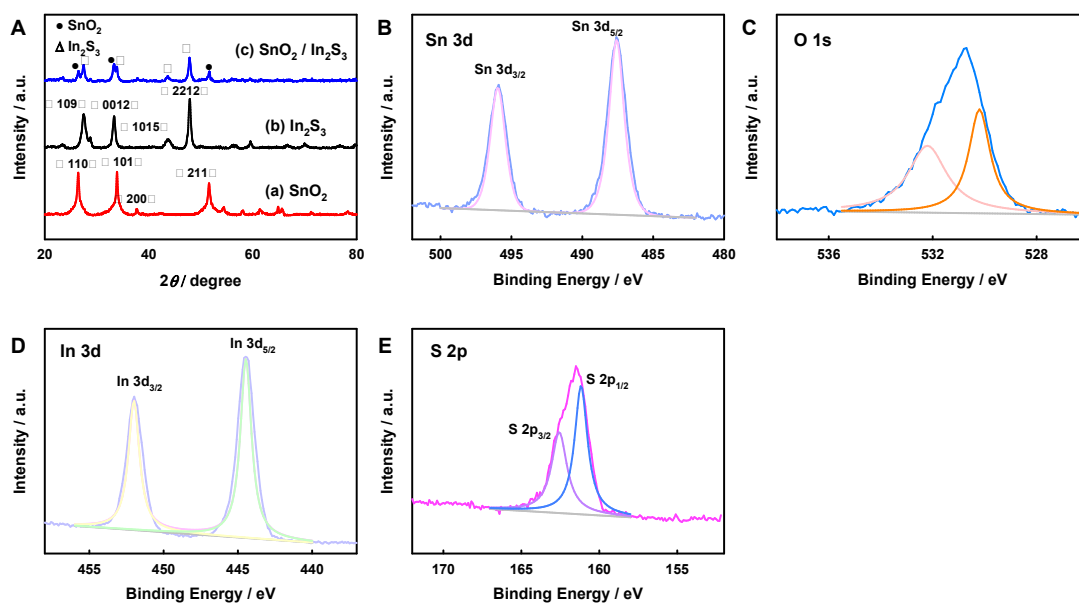 A
● SnO₂
Δ In₂S₃
(c) SnO₂ / In₂S₃
□ 2212□
□ 109□
□ 0012□
□ 1015□
(b) In₂S₃
□ 110□
□ 101□
□ 200□
□ 211□
(a) SnO₂
Intensity / a.u.
20 40 60 80
2θ / degree
B
Sn 3d
Sn 3d₅/₂
Sn 3d₃/₂
Intensity / a.u.
500 495 490 485 480
Binding Energy / eV
C
O 1s
Intensity / a.u.
536 532 528
Binding Energy / eV
D
In 3d
In 3d₅/₂
In 3d₃/₂
Intensity / a.u.
455 450 445 440
Binding Energy / eV
E
S 2p
S 2p₁/₂
S 2p₃/₂
Intensity / a.u.
170 165 160 155
Binding Energy / eV